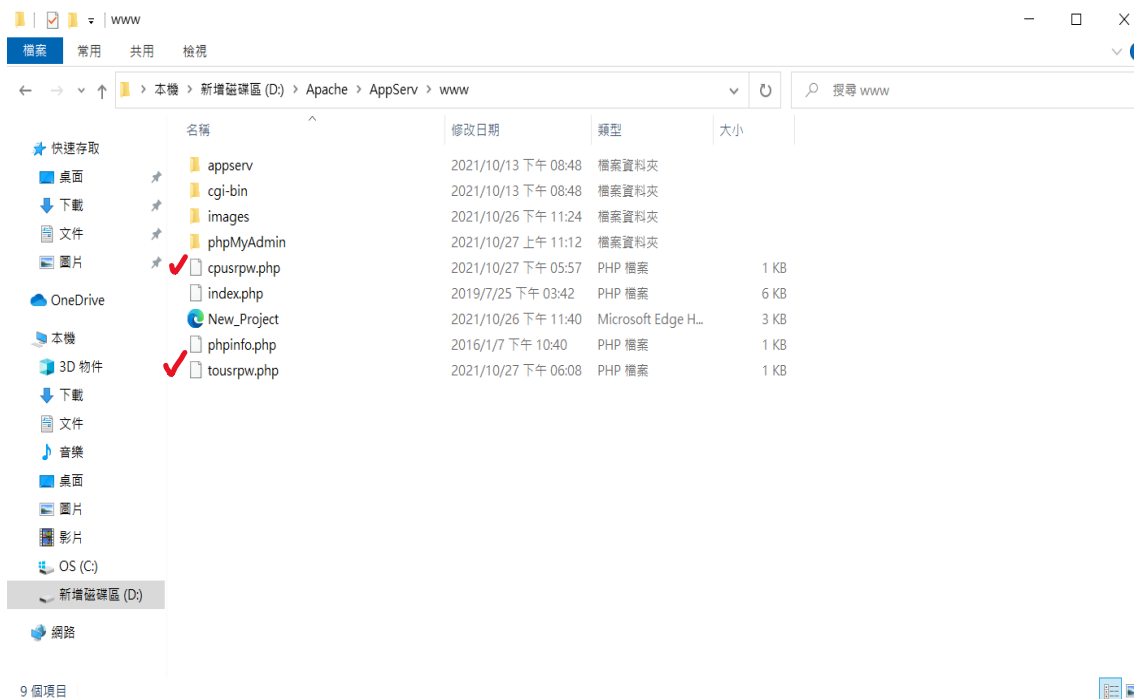 www
檔案 常用 共用 檢視
本機 新增磁碟區 (D:) Apache AppServ www 搜尋 www
名稱 修改日期 類型 大小
快速存取
桌面
下載
文件
圖片
OneDrive
本機
3D 物件
下載
文件
音樂
桌面
圖片
影片
OS (C:)
新增磁碟區 (D:)
網路
appserv 2021/10/13 下午 08:48 檔案資料夾
cgi-bin 2021/10/13 下午 08:48 檔案資料夾
images 2021/10/26 下午 11:24 檔案資料夾
phpMyAdmin 2021/10/27 上午 11:12 檔案資料夾
cpusrpw.php 2021/10/27 下午 05:57 PHP 檔案 1 KB
index.php 2019/7/25 下午 03:42 PHP 檔案 6 KB
New_Project 2021/10/26 下午 11:40 Microsoft Edge H... 3 KB
phpinfo.php 2016/1/7 下午 10:40 PHP 檔案 1 KB
tousrpw.php 2021/10/27 下午 06:08 PHP 檔案 1 KB
9 個項目